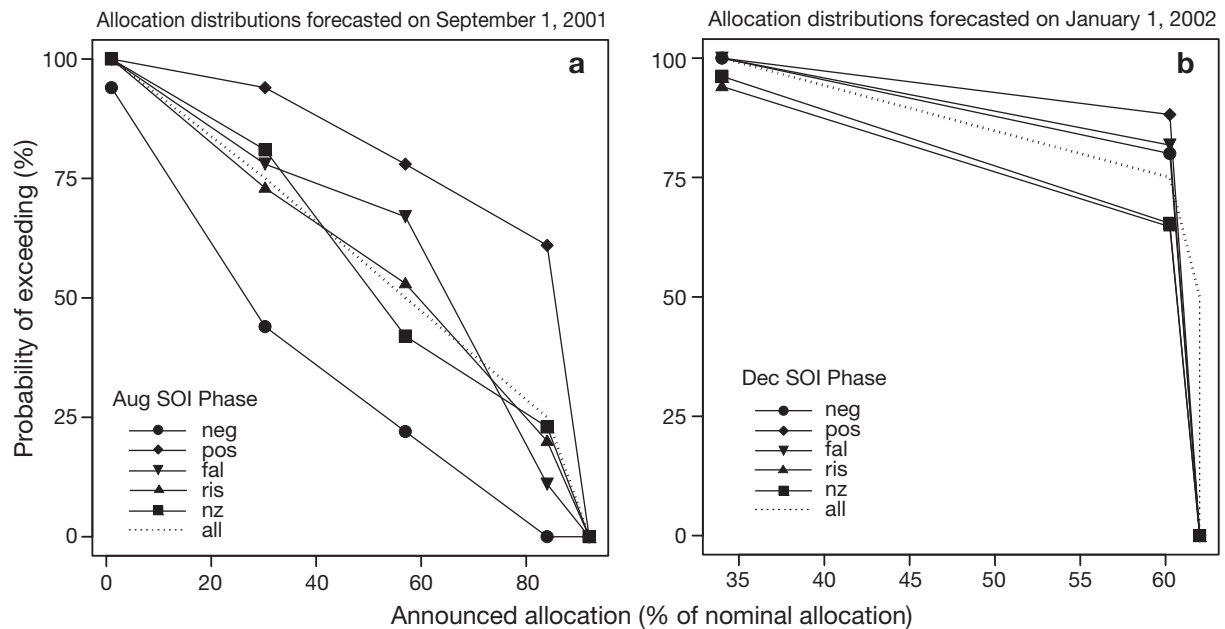 Allocation distributions forecasted on September 1, 2001
Allocation distributions forecasted on January 1, 2002
Probability of exceeding (%)
100
75
50
25
0
a
Aug SOI Phase
neg
pos
fal
ris
nz
all
0 20 40 60 80
100
75
50
25
0
b
Dec SOI Phase
neg
pos
fal
ris
nz
all
35 40 45 50 55 60
Announced allocation (% of nominal allocation)